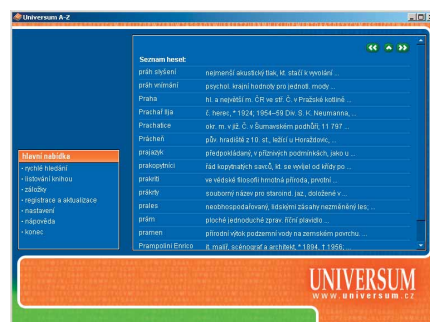 Universum A-Z
Seznam hesel:
práh slyšení nejmenší akustický tlak, kt. stačí k vyvolání ...
práh vnímání psychol. krajní hodnoty pro jednotl. mody ...
Praha hl. a největší m. ČR ve stř. Č. v Pražské kotlině ...
Prachař Ilja č. herec, * 1924; 1954–59 Div. S. K. Neumanna, ...
Prachatice okr. m. v již. Č. v Šumavském podhůří; 11 797 ...
Prácheň pův. hradiště z 10. st., ležící u Horažďovic, ...
prajazyk předpokládaný, v příznivých podmínkách, jako u ...
prakopytníci řád kopytnatých savců, kt. se vyvíjel od křídy po ...
prakriti ve védské filosofii hmotná příroda, prvotní ...
prákrty souborný název pro staroind. jaz., doložené v ...
prales neobhospodařovaný, lidskými zásahy nezměněný les; ...
prám ploché jednoduché zprav. říční plavidlo ...
pramen přírodní výtok podzemní vody na zemském povrchu. ...
Prampolini Enrico it. malíř, scénograf a architekt, * 1894, † 1956; ...
hlavní nabídka
- rychlé hledání
- listování knihou
- záložky
- registrace a aktualizace
- nastavení
- nápověda
- konec
UNIVERSUM
www.universum.cz